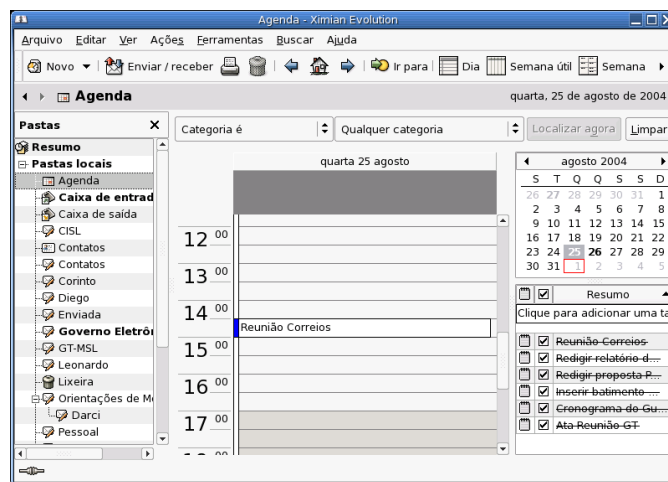 Agenda - Ximian Evolution
Arquivo Editar Ver Ações Ferramentas Buscar Ajuda
Novo Enviar / receber Ir para Dia Semana útil Semana
Agenda quarta, 25 de agosto de 2004
Pastas X Categoria é Qualquer categoria Localizar agora Limpar
Resumo
Pastas locais
Agenda
Caixa de entrad
Caixa de saída
CISL
Contatos
Contatos
Corinto
Diego
Enviada
Governo Eletrôi
GT-MSL
Leonardo
Lixeira
Orientações de Mo
Darci
Pessoal
quarta 25 agosto
12 00
13 00
14 00
Reunião Correios
15 00
16 00
17 00
agosto 2004
S T Q Q S S D
26 27 28 29 30 31 1
2 3 4 5 6 7 8
9 10 11 12 13 14 15
16 17 18 19 20 21 22
23 24 25 26 27 28 29
30 31 1 2 3 4 5
Resumo
Clique para adicionar uma ta
Reunião Correios
Redigir relatório d...
Redigir proposta P...
Inserir batimento ...
Cronograma do Gu...
Ata Reunião GT